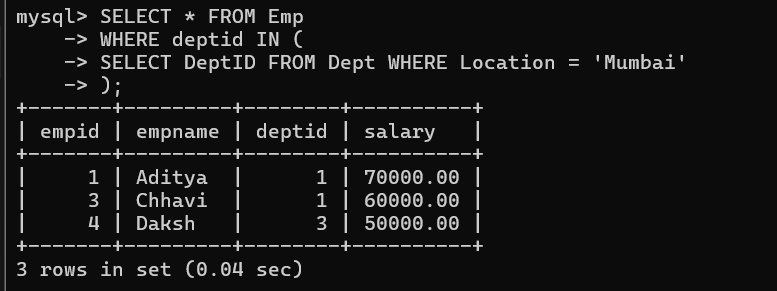 mysql> SELECT * FROM Emp
    -> WHERE deptid IN (
    -> SELECT DeptID FROM Dept WHERE Location = 'Mumbai'
    -> );
+-------+---------+--------+----------+
| empid | empname | deptid | salary   |
+-------+---------+--------+----------+
|     1 | Aditya  |      1 | 70000.00 |
|     3 | Chhavi  |      1 | 60000.00 |
|     4 | Daksh   |      3 | 50000.00 |
+-------+---------+--------+----------+
3 rows in set (0.04 sec)